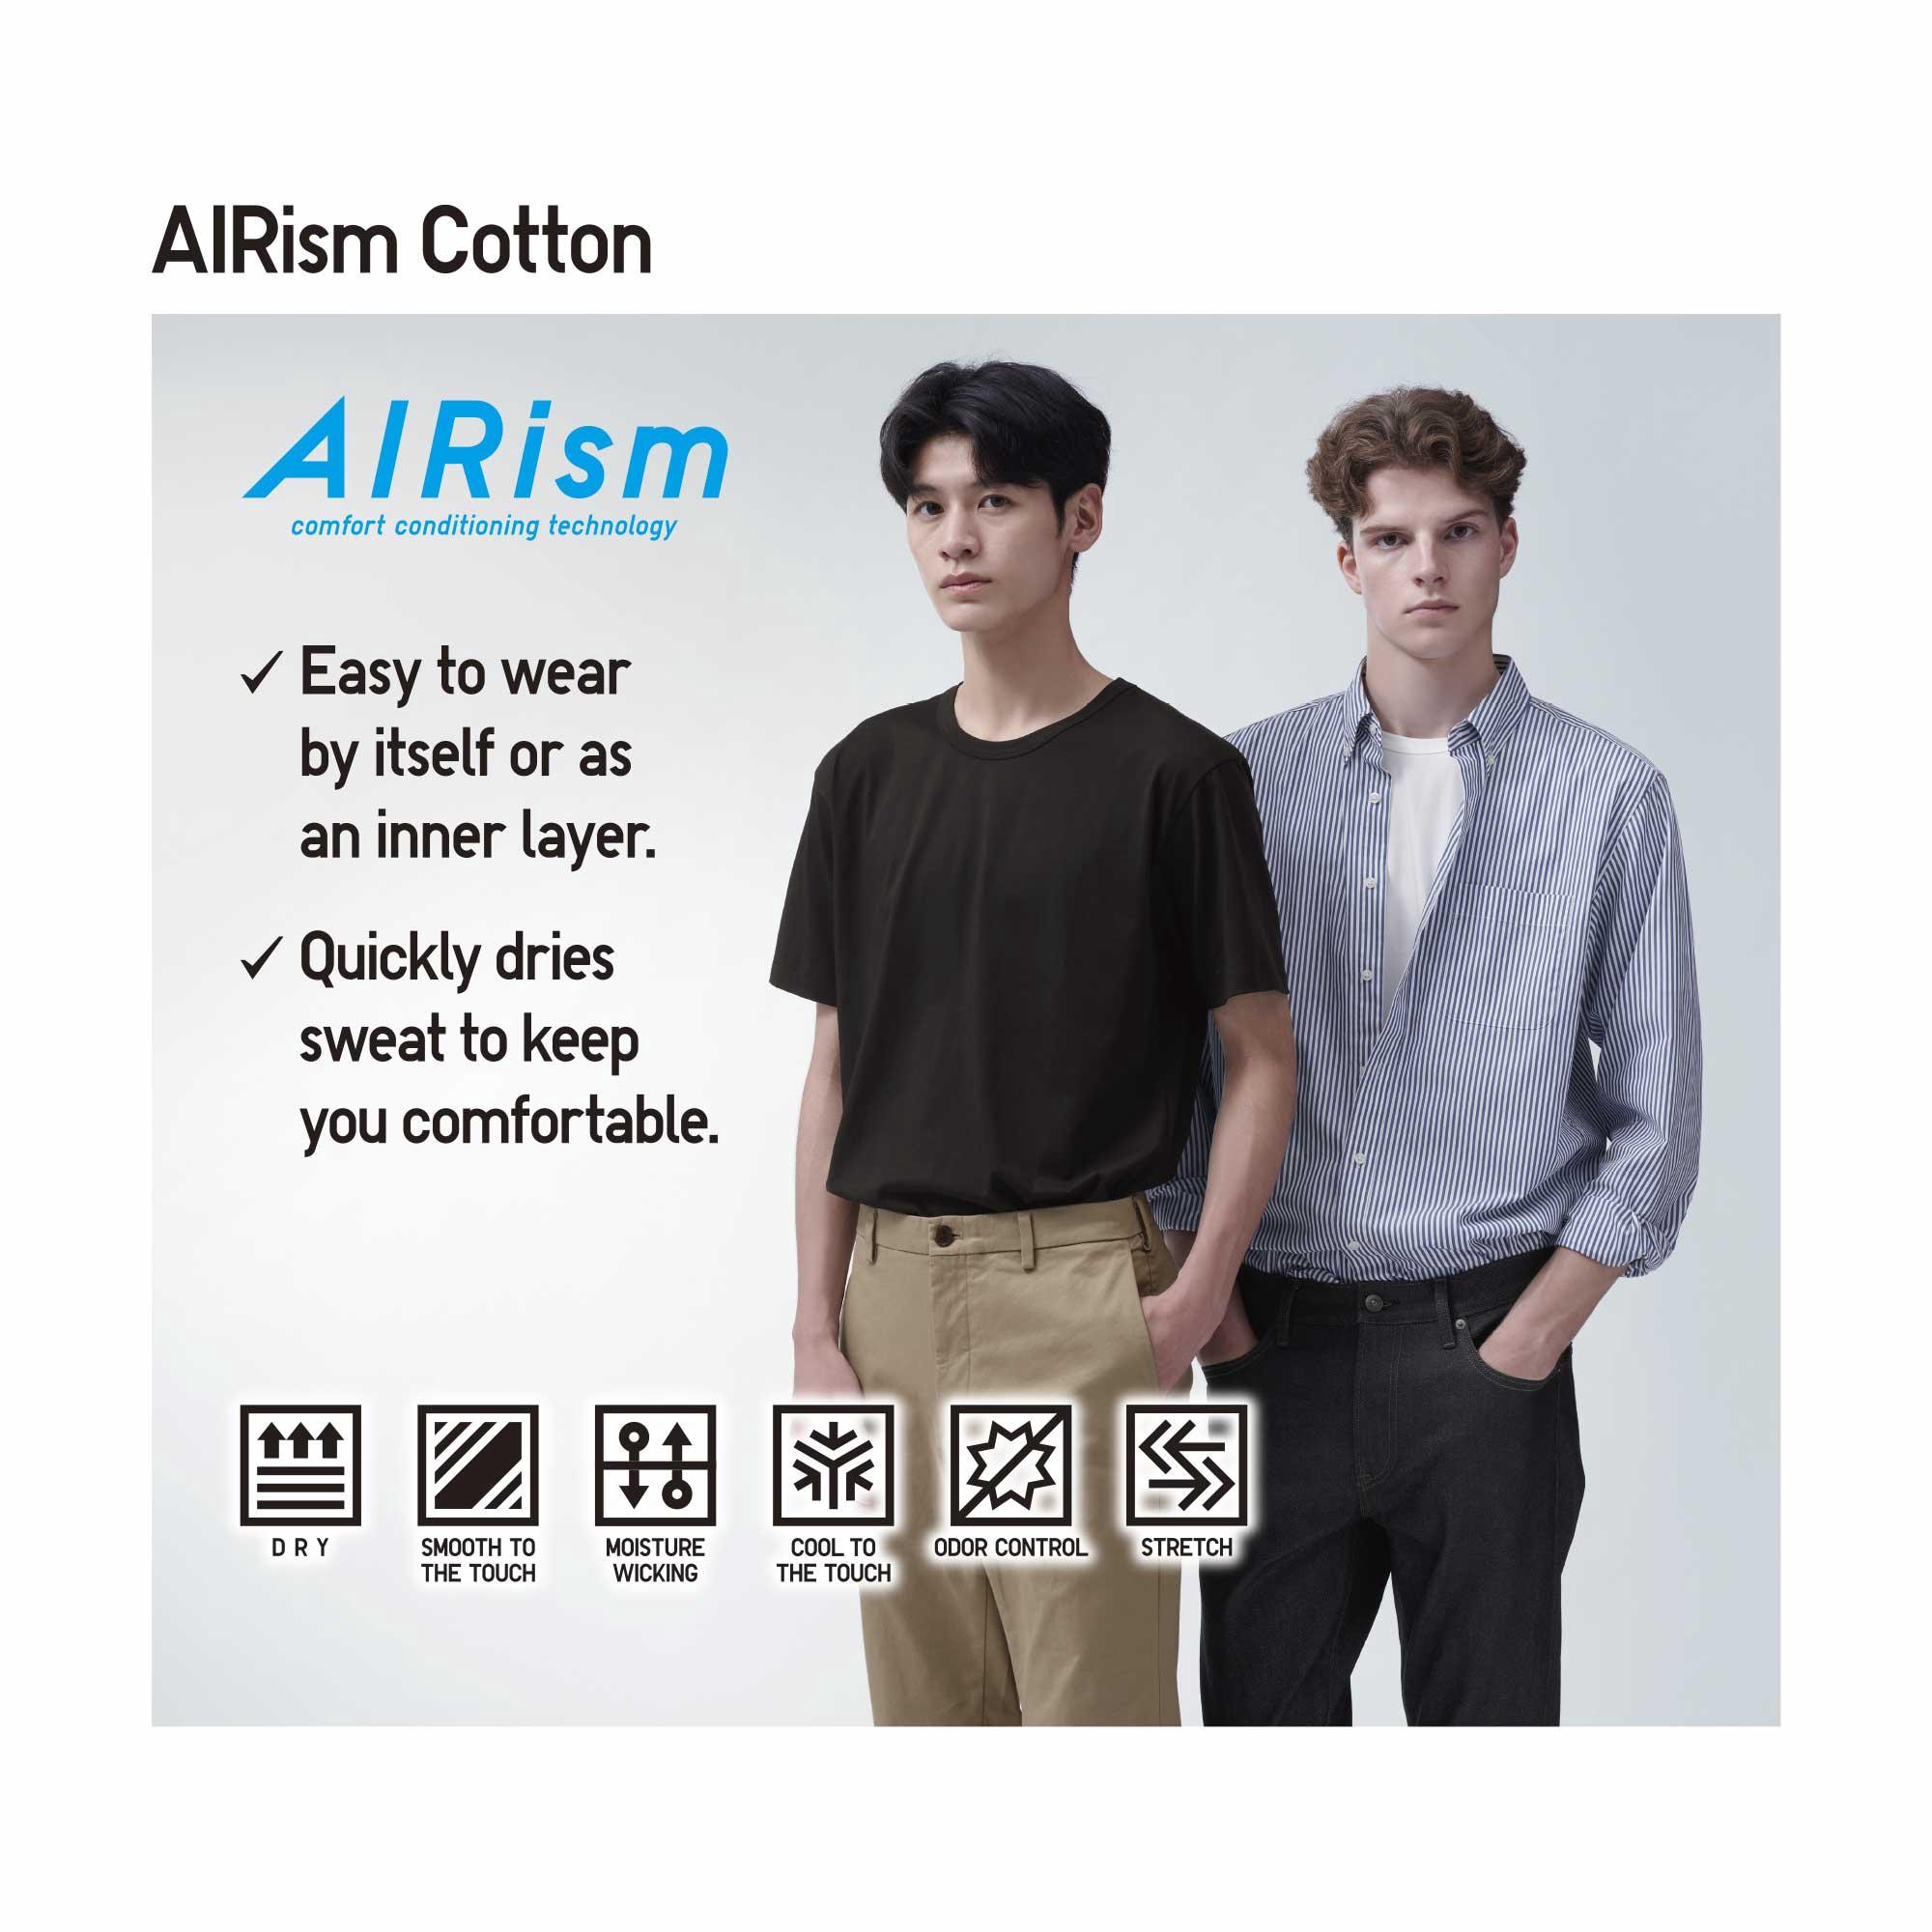 AIRism Cotton
AIRism
comfort conditioning technology
✓ Easy to wear
by itself or as
an inner layer.
✓ Quickly dries
sweat to keep
you comfortable.
DRY
SMOOTH TO
THE TOUCH
MOISTURE
WICKING
COOL TO
THE TOUCH
ODOR CONTROL
STRETCH